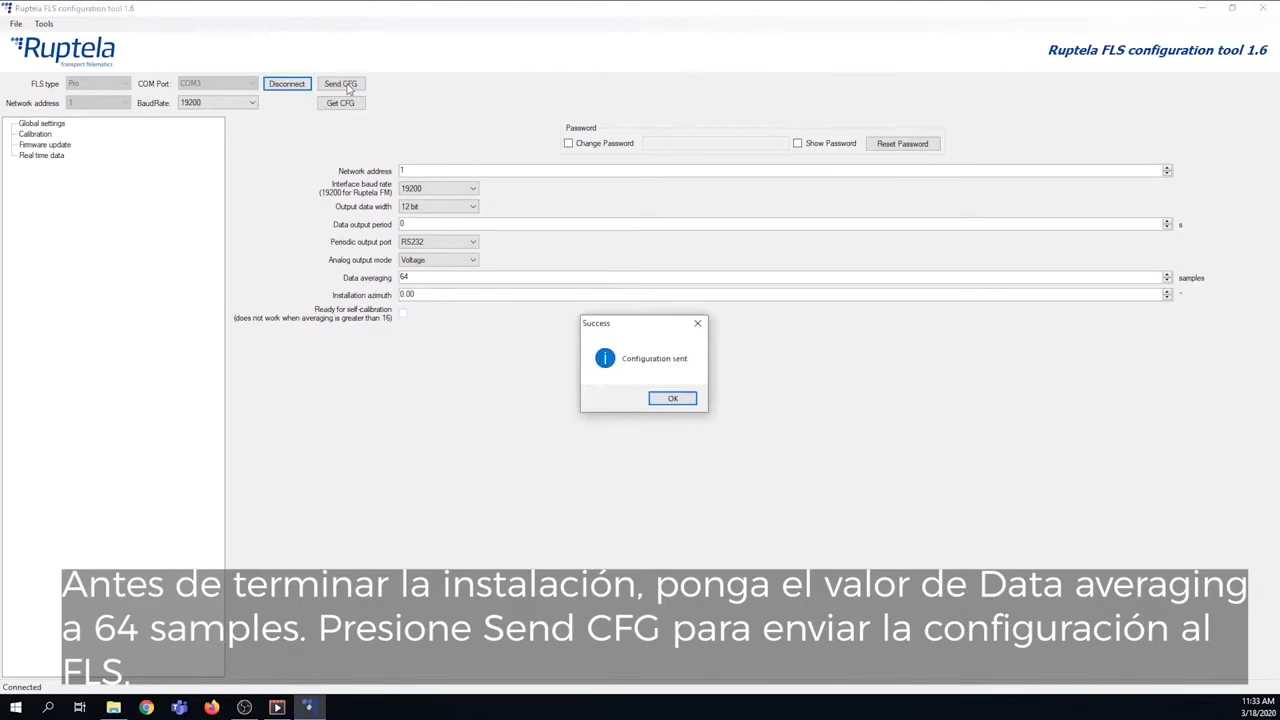 Ruptela FLS configuration tool 1.6
File Tools
Ruptela
Transport Telematics
Ruptela FLS configuration tool 1.6
FLS type Pro COM Port: COM3 Disconnect Send CFG
Network address 1 BaudRate: 19200 Get CFG
Global settings
Calibration
Firmware update
Real time data
Password
Change Password Show Password Reset Password
Network address 1
Interface baud rate
(19200 for Ruptela FM) 19200
Output data width 12 bit
Data output period 0 s
Periodic output port RS232
Analog output mode Voltage
Data averaging 64 samples
Installation azimuth 0.00 °
Ready for self-calibration
(does not work when averaging is greater than 16)
Success
Configuration sent
OK
Antes de terminar la instalación, ponga el valor de Data averaging
a 64 samples. Presione Send CFG para enviar la configuración al
FLS.
Connected
11:33 AM
3/18/2020